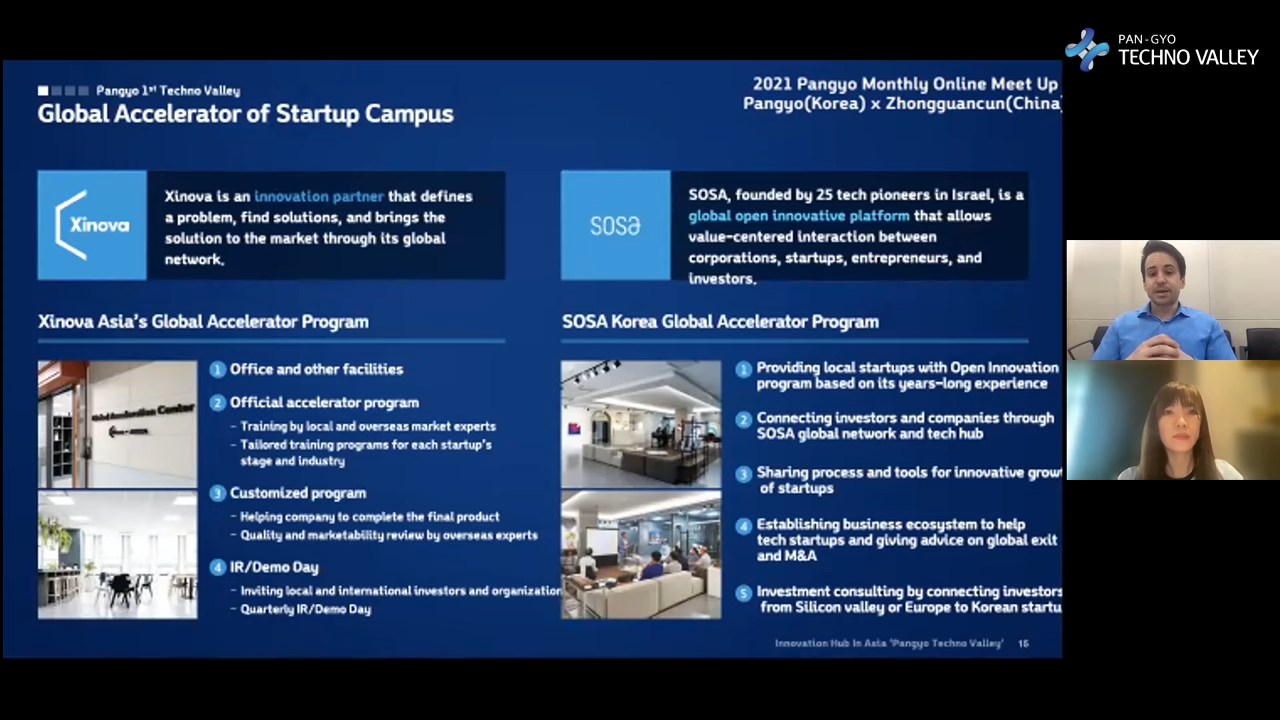 PAN-GYO
TECHNO VALLEY
Pangyo 1st Techno Valley
Global Accelerator of Startup Campus
2021 Pangyo Monthly Online Meet Up
Pangyo(Korea) x Zhongguancun(China)
Xinova
Xinova is an innovation partner that defines
a problem, find solutions, and brings the
solution to the market through its global
network.
sosa
SOSA, founded by 25 tech pioneers in Israel, is a
global open innovative platform that allows
value-centered interaction between
corporations, startups, entrepreneurs, and
investors.
Xinova Asia's Global Accelerator Program
1 Office and other facilities
2 Official accelerator program
- Training by local and overseas market experts
- Tailored training programs for each startup's
stage and industry
3 Customized program
- Helping company to complete the final product
- Quality and marketability review by overseas experts
4 IR/Demo Day
- Inviting local and international investors and organization
- Quarterly IR/Demo Day
Acceleration Center
SOSA Korea Global Accelerator Program
1 Providing local startups with Open Innovation
program based on its years-long experience
2 Connecting investors and companies through
SOSA global network and tech hub
3 Sharing process and tools for innovative grow
of startups
4 Establishing business ecosystem to help
tech startups and giving advice on global exit
and M&A
5 Investment consulting by connecting investors
from Silicon valley or Europe to Korean startu
Innovation Hub In Asia 'Pangyo Techno Valley' 15